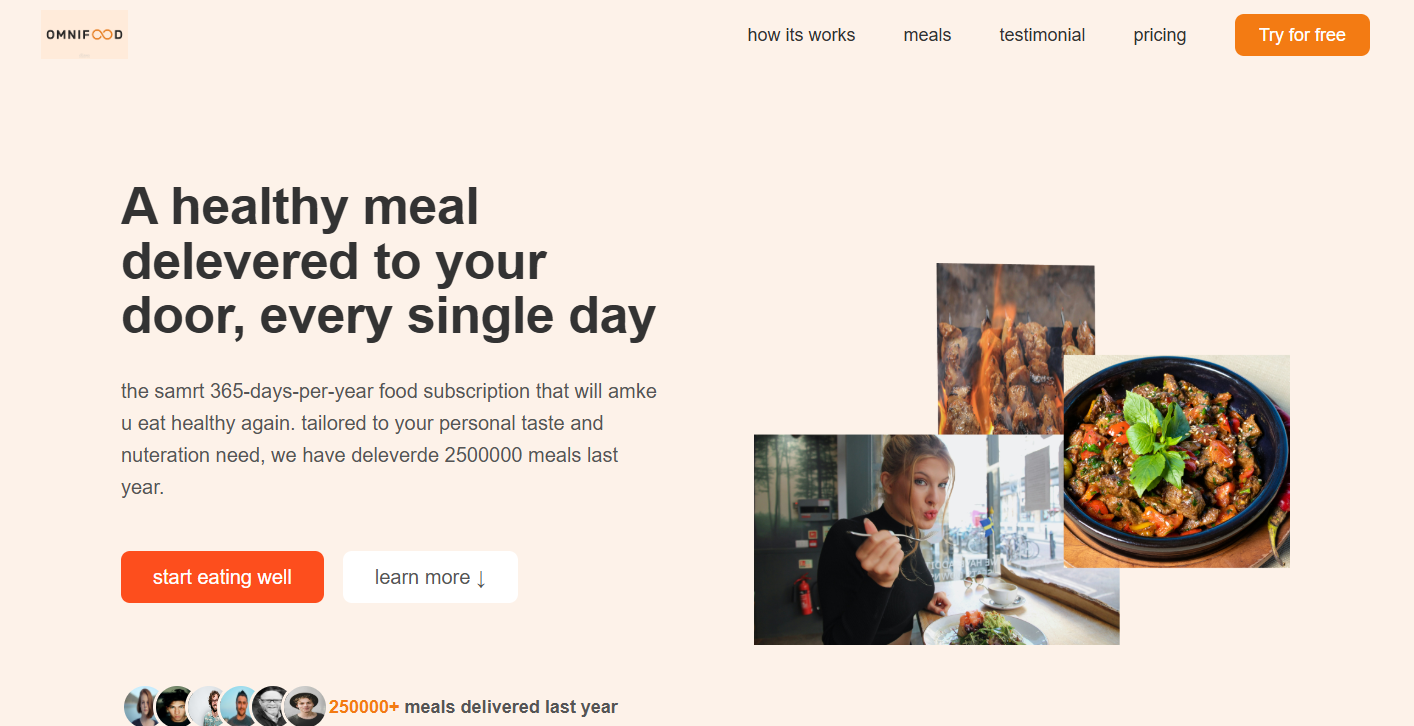 OMNIFOOD
how its works
meals
testimonial
pricing
Try for free
A healthy meal
delevered to your
door, every single day
the samrt 365-days-per-year food subscription that will amke
u eat healthy again. tailored to your personal taste and
nuteration need, we have deleverde 2500000 meals last
year.
start eating well
learn more ↓
250000+ meals delivered last year